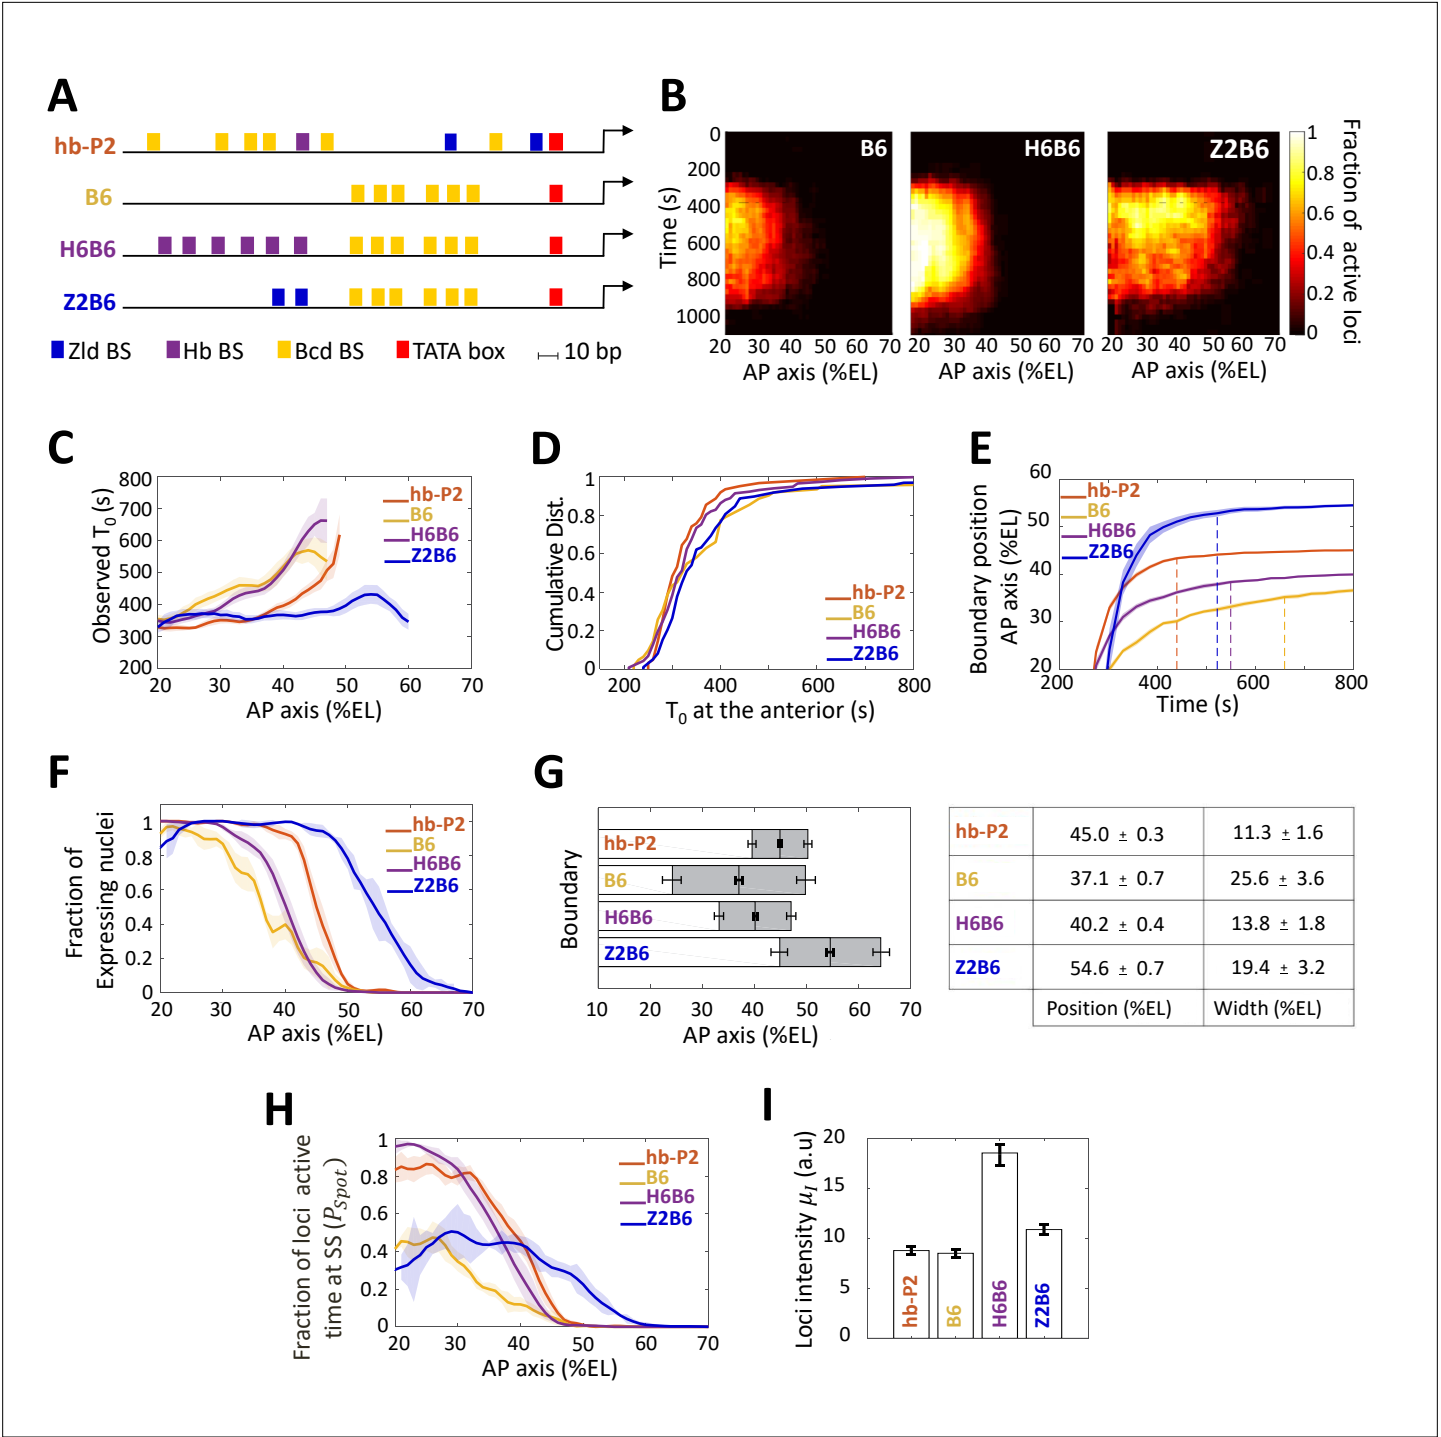 A
hb-P2
B6
H6B6
Z2B6
Zld BS
Hb BS
Bcd BS
TATA box
10 bp
B
B6
H6B6
Z2B6
Time (s)
0
200
400
600
800
1000
20 30 40 50 60 70
20 30 40 50 60 70
20 30 40 50 60 70
AP axis (%EL)
AP axis (%EL)
AP axis (%EL)
1
0.8
0.6
0.4
0.2
0
Fraction of active loci
C
Observed T0 (s)
800
700
600
500
400
300
200
20 30 40 50 60 70
AP axis (%EL)
hb-P2
B6
H6B6
Z2B6
D
Cumulative Dist.
1
0.8
0.6
0.4
0.2
0
200 400 600 800
T0 at the anterior (s)
hb-P2
B6
H6B6
Z2B6
E
Boundary position
AP axis (%EL)
60
50
40
30
20
200 400 600 800
Time (s)
hb-P2
B6
H6B6
Z2B6
F
Fraction of
Expressing nuclei
1
0.8
0.6
0.4
0.2
0
20 30 40 50 60 70
AP axis (%EL)
hb-P2
B6
H6B6
Z2B6
G
Boundary
hb-P2
B6
H6B6
Z2B6
10 20 30 40 50 60 70
AP axis (%EL)
hb-P2 45.0 ± 0.3 11.3 ± 1.6
B6 37.1 ± 0.7 25.6 ± 3.6
H6B6 40.2 ± 0.4 13.8 ± 1.8
Z2B6 54.6 ± 0.7 19.4 ± 3.2
Position (%EL) Width (%EL)
H
Fraction of loci active
time at SS (PSpot)
1
0.8
0.6
0.4
0.2
0
20 30 40 50 60 70
AP axis (%EL)
hb-P2
B6
H6B6
Z2B6
I
Loci intensity μI (a.u)
20
15
10
5
0
hb-P2
B6
H6B6
Z2B6